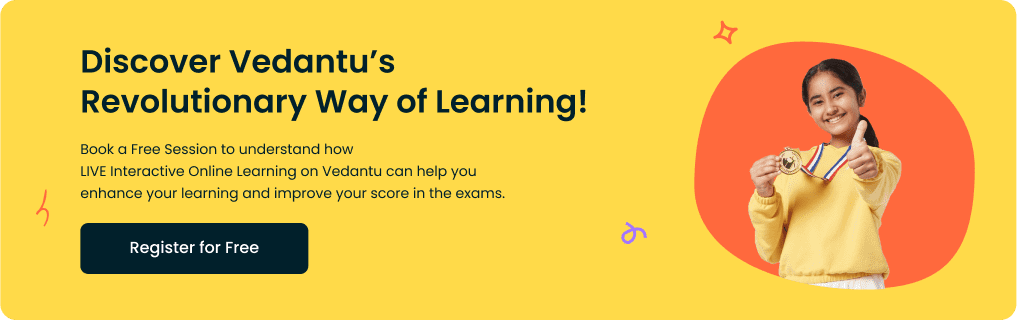 Discover Vedantu’s
Revolutionary Way of Learning!
Book a Free Session to understand how
LIVE Interactive Online Learning on Vedantu can help you
enhance your learning and improve your score in the exams.
Register for Free